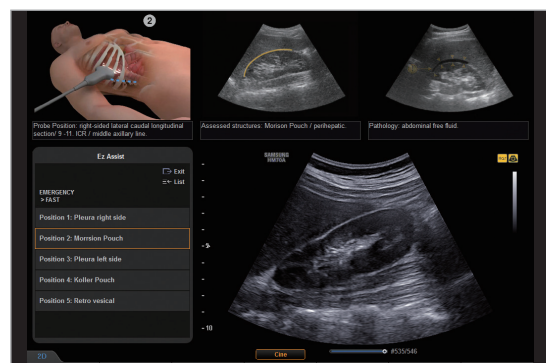 2
Probe Position: right-sided lateral caudal longitudinal
section/ 9 -11. ICR / middle axillary line.
Assessed structures: Morison Pouch / perihepatic.
Pathology: abdominal free fluid.
Ez Assist
Exit
List
EMERGENCY
> FAST
Position 1: Pleura right side
Position 2: Morrsion Pouch
Position 3: Pleura left side
Position 4: Koller Pouch
Position 5: Retro vesical
SAMSUNG
HM70A
5
10
2D
Cine
#535/546